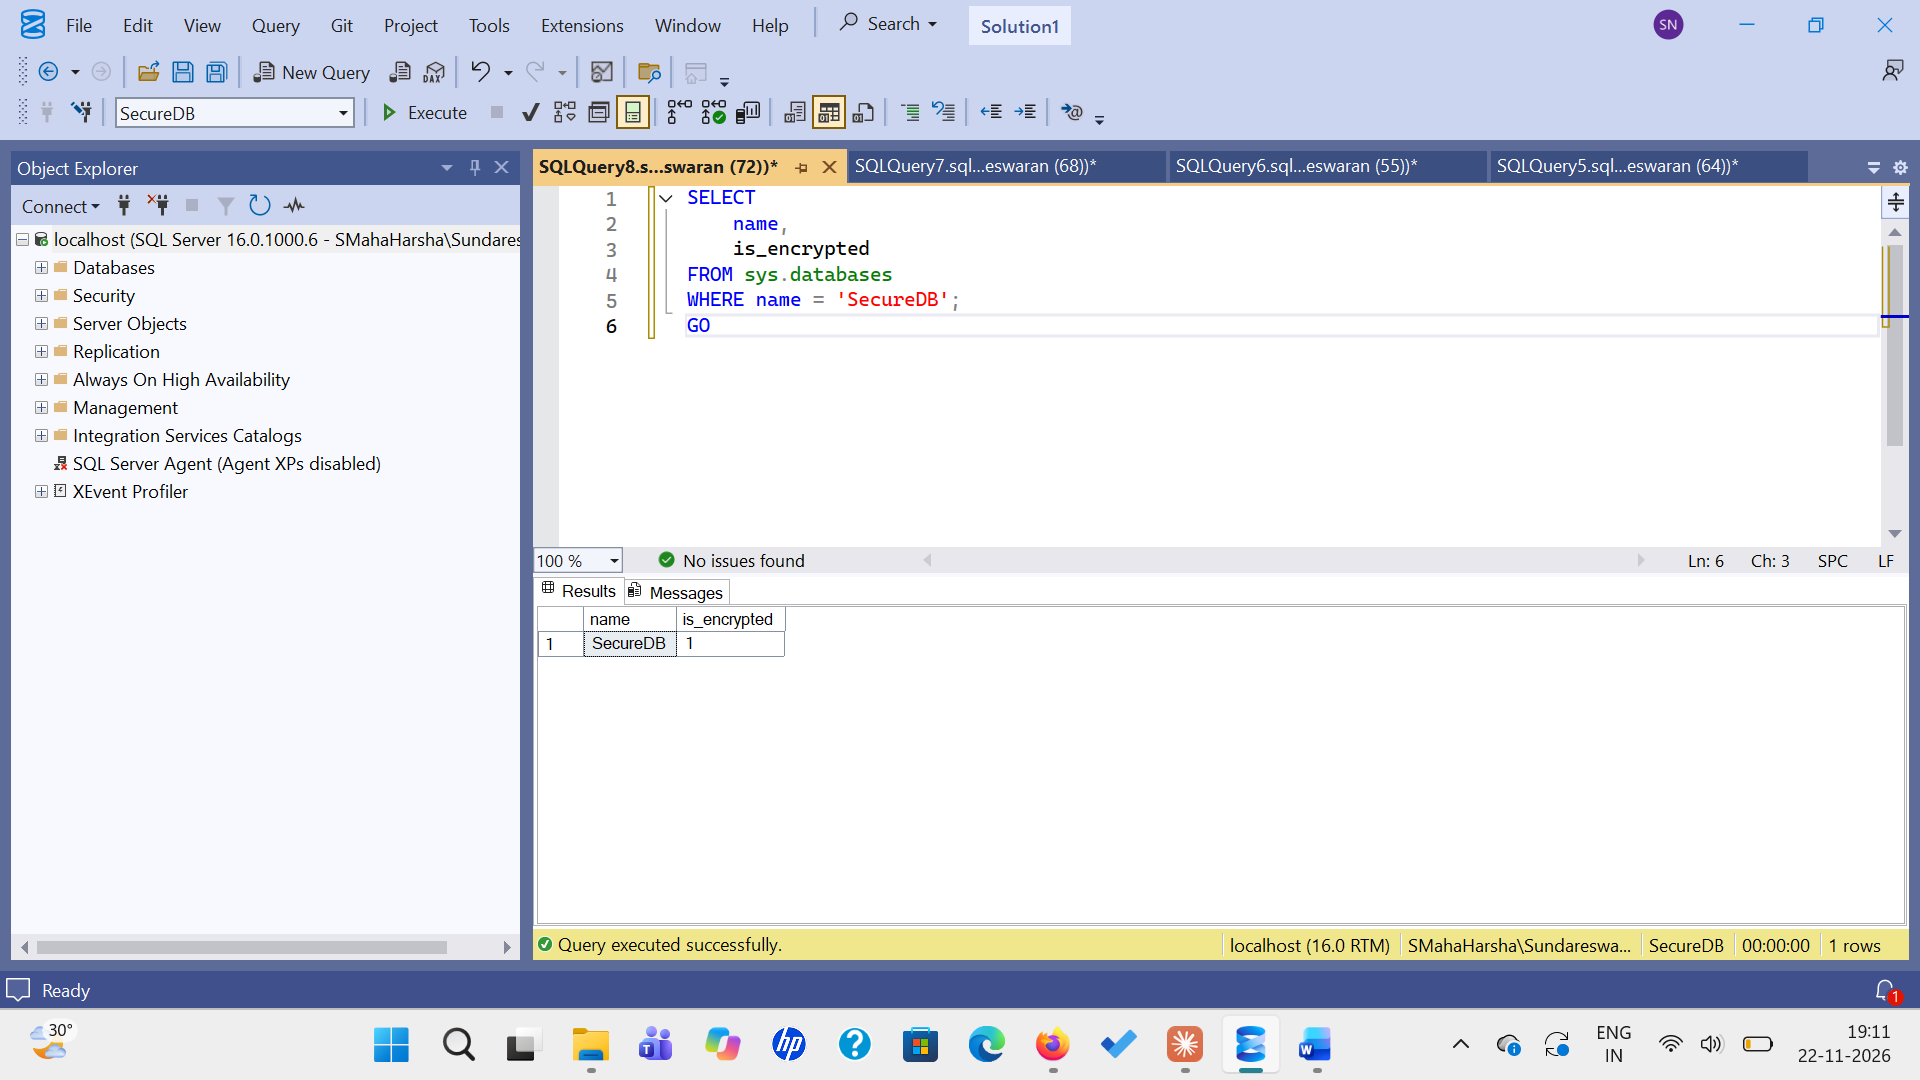 File Edit View Query Git Project Tools Extensions Window Help Search Solution1 SN
New Query DAX
SecureDB Execute
Object Explorer
Connect
localhost (SQL Server 16.0.1000.6 - SMahaHarsha\Sundares
Databases
Security
Server Objects
Replication
Always On High Availability
Management
Integration Services Catalogs
SQL Server Agent (Agent XPs disabled)
XEvent Profiler
SQLQuery8.s...swaran (72))* SQLQuery7.sql...eswaran (68))* SQLQuery6.sql...eswaran (55))* SQLQuery5.sql...eswaran (64))*
1 SELECT
2 name,
3 is_encrypted
4 FROM sys.databases
5 WHERE name = 'SecureDB';
6 GO
100 % No issues found Ln: 6 Ch: 3 SPC LF
Results Messages
name is_encrypted
1 SecureDB 1
Query executed successfully. localhost (16.0 RTM) SMahaHarsha\Sundareswa... SecureDB 00:00:00 1 rows
Ready 1
30° hp ENG IN 19:11
22-11-2026